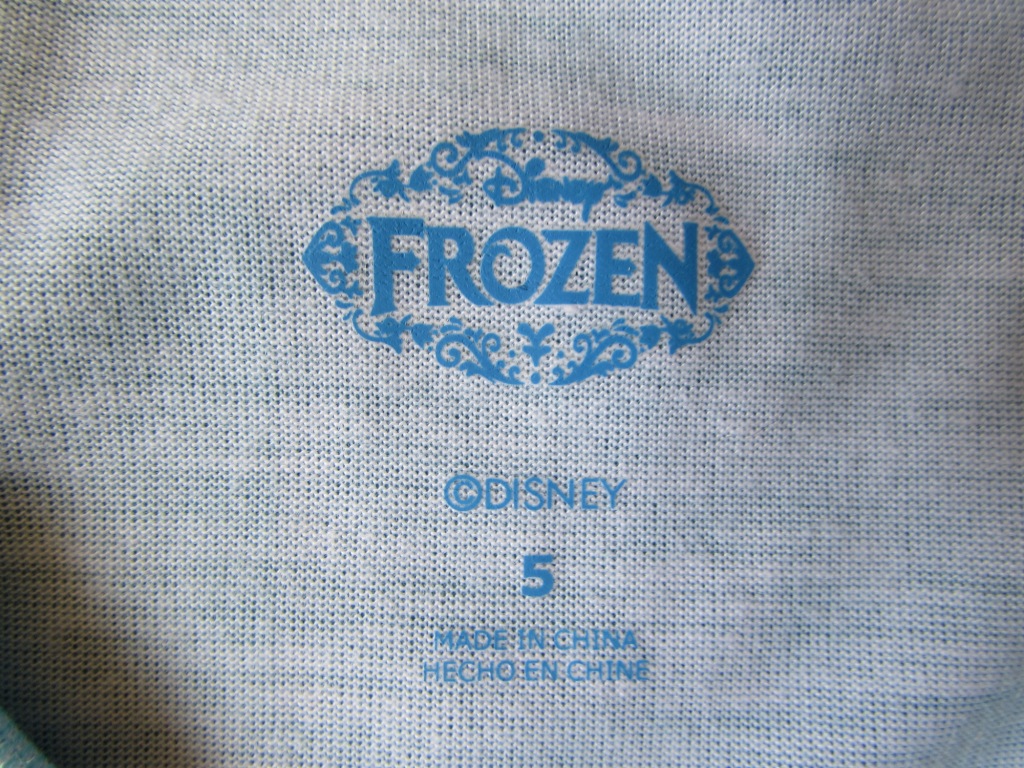 Disney
FROZEN
©DISNEY
5
MADE IN CHINA
HECHO EN CHINE